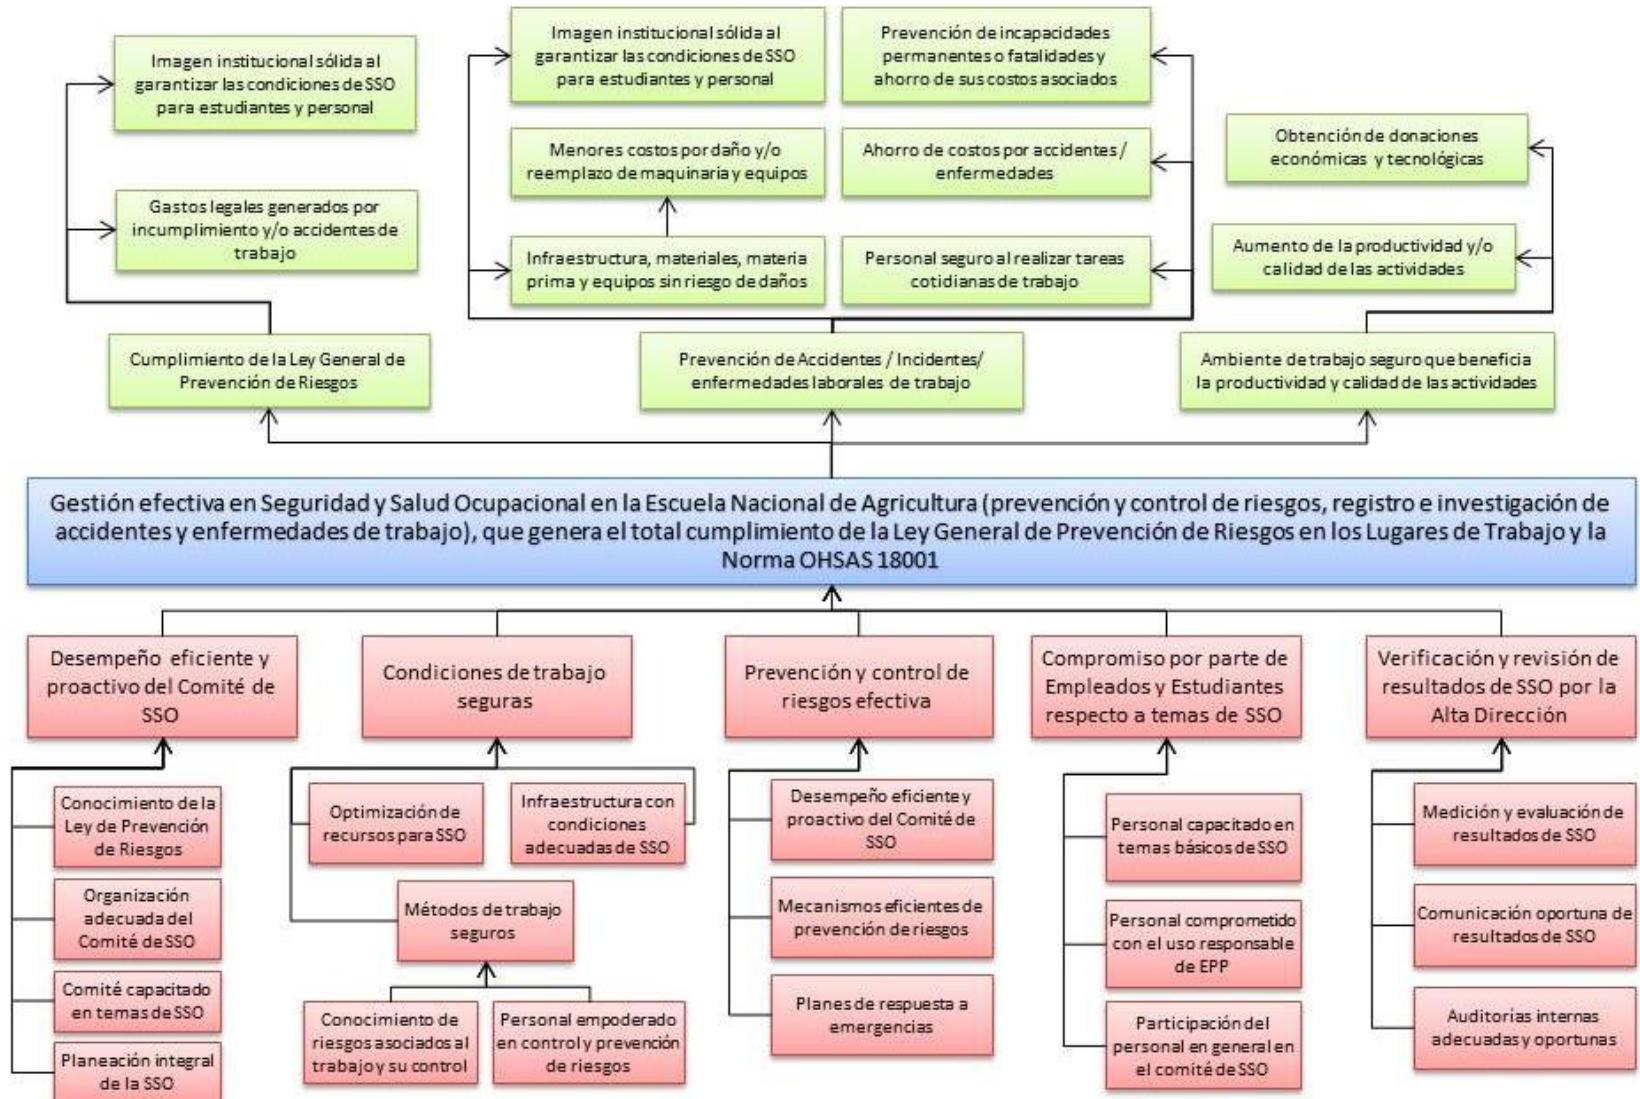 Imagen institucional sólida al
garantizar las condiciones de SSO
para estudiantes y personal
Gastos legales generados por
incumplimiento y/o accidentes de
trabajo
Cumplimiento de la Ley General de
Prevención de Riesgos
Imagen institucional sólida al
garantizar las condiciones de SSO
para estudiantes y personal
Menores costos por daño y/o
reemplazo de maquinaria y equipos
Infraestructura, materiales, materia
prima y equipos sin riesgo de daños
Prevención de incapacidades
permanentes o fatalidades y
ahorro de sus costos asociados
Ahorro de costos por accidentes /
enfermedades
Personal seguro al realizar tareas
cotidianas de trabajo
Prevención de Accidentes / Incidentes/
enfermedades laborales de trabajo
Obtención de donaciones
económicas y tecnológicas
Aumento de la productividad y/o
calidad de las actividades
Ambiente de trabajo seguro que beneficia
la productividad y calidad de las actividades
Gestión efectiva en Seguridad y Salud Ocupacional en la Escuela Nacional de Agricultura (prevención y control de riesgos, registro e investigación de
accidentes y enfermedades de trabajo), que genera el total cumplimiento de la Ley General de Prevención de Riesgos en los Lugares de Trabajo y la
Norma OHSAS 18001
Desempeño eficiente y
proactivo del Comité de
SSO
Conocimiento de la
Ley de Prevención
de Riesgos
Organización
adecuada del
Comité de SSO
Comité capacitado
en temas de SSO
Planeación integral
de la SSO
Condiciones de trabajo
seguras
Optimización de
recursos para SSO
Infraestructura con
condiciones
adecuadas de SSO
Métodos de trabajo
seguros
Conocimiento de
riesgos asociados al
trabajo y su control
Personal empoderado
en control y prevención
de riesgos
Prevención y control de
riesgos efectiva
Desempeño eficiente y
proactivo del Comité de
SSO
Mecanismos eficientes de
prevención de riesgos
Planes de respuesta a
emergencias
Compromiso por parte de
Empleados y Estudiantes
respecto a temas de SSO
Personal capacitado en
temas básicos de SSO
Personal comprometido
con el uso responsable
de EPP
Participación del
personal en general en
el comité de SSO
Verificación y revisión de
resultados de SSO por la
Alta Dirección
Medición y evaluación de
resultados de SSO
Comunicación oportuna de
resultados de SSO
Auditorías internas
adecuadas y oportunas